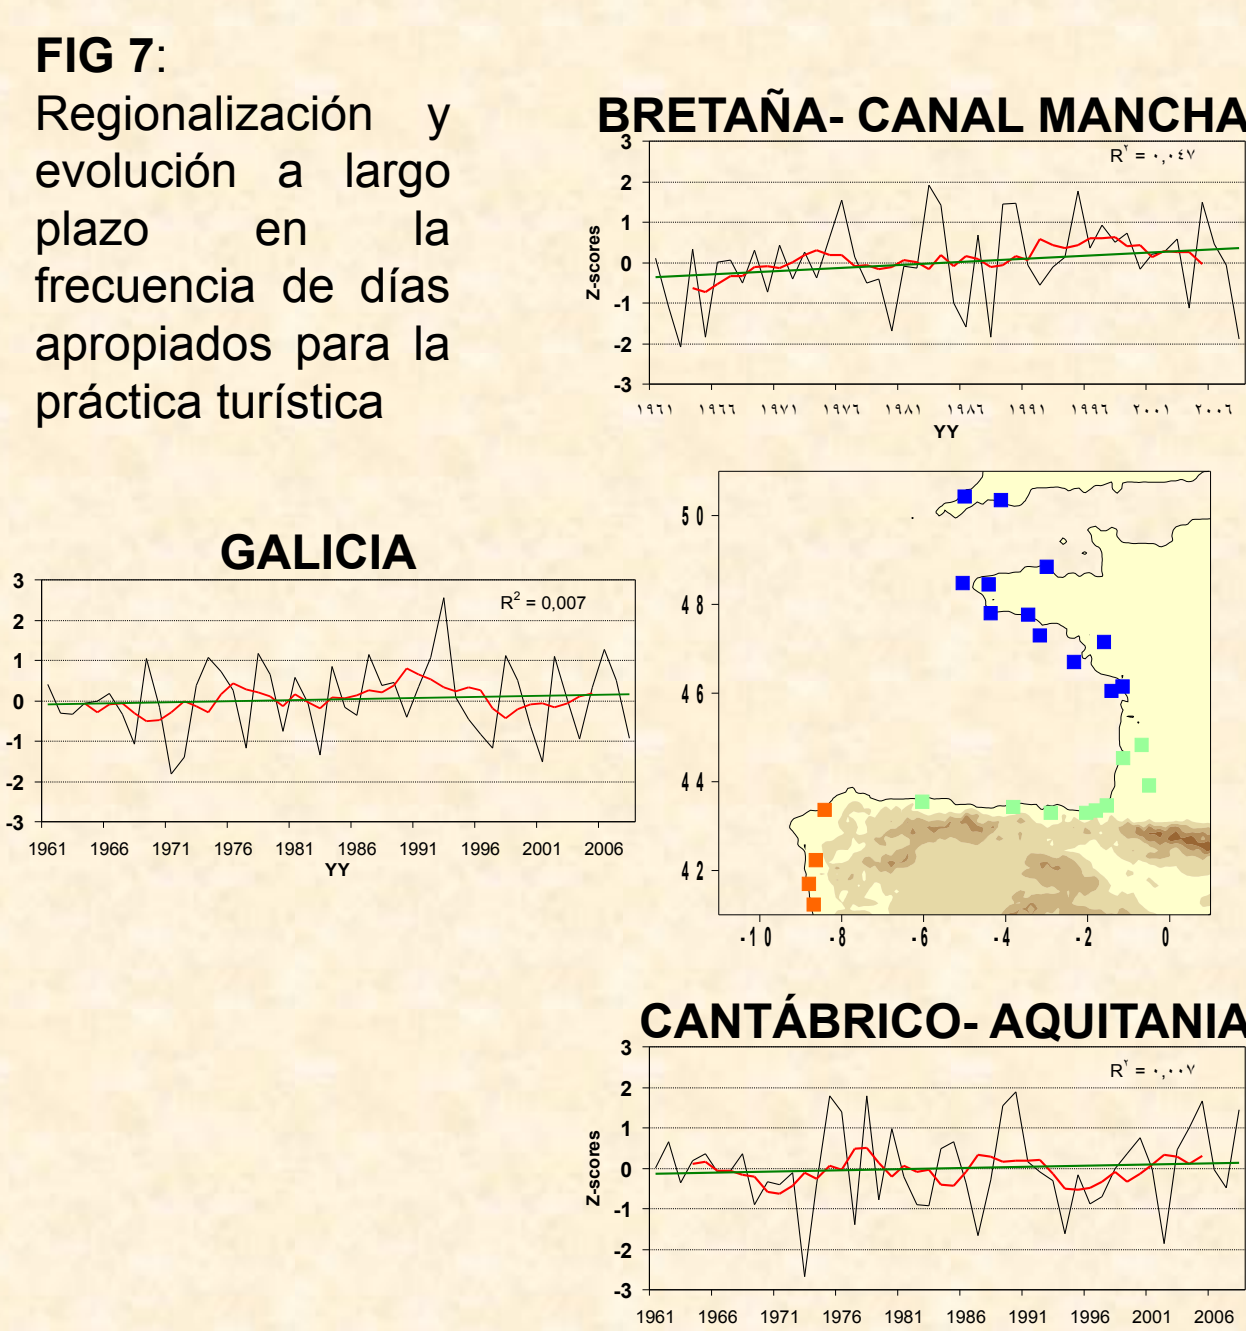 FIG 7:
Regionalización y
evolución a largo
plazo en la
frecuencia de días
apropiados para la
práctica turística
BRETAÑA- CANAL MANCHA
R٢ = ٠,٠٤٧
3
2
1
0
-1
-2
-3
Z-scores
١٩٦١ ١٩٦٦ ١٩٧١ ١٩٧٦ ١٩٨١ ١٩٨٦ ١٩٩١ ١٩٩٦ ٢٠٠١ ٢٠٠٦
YY
GALICIA
R2 = 0,007
3
2
1
0
-1
-2
-3
1961 1966 1971 1976 1981 1986 1991 1996 2001 2006
YY
50
48
46
44
42
-10 -8 -6 -4 -2 0
CANTÁBRICO- AQUITANIA
R٢ = ٠,٠٠٧
3
2
1
0
-1
-2
-3
Z-scores
1961 1966 1971 1976 1981 1986 1991 1996 2001 2006